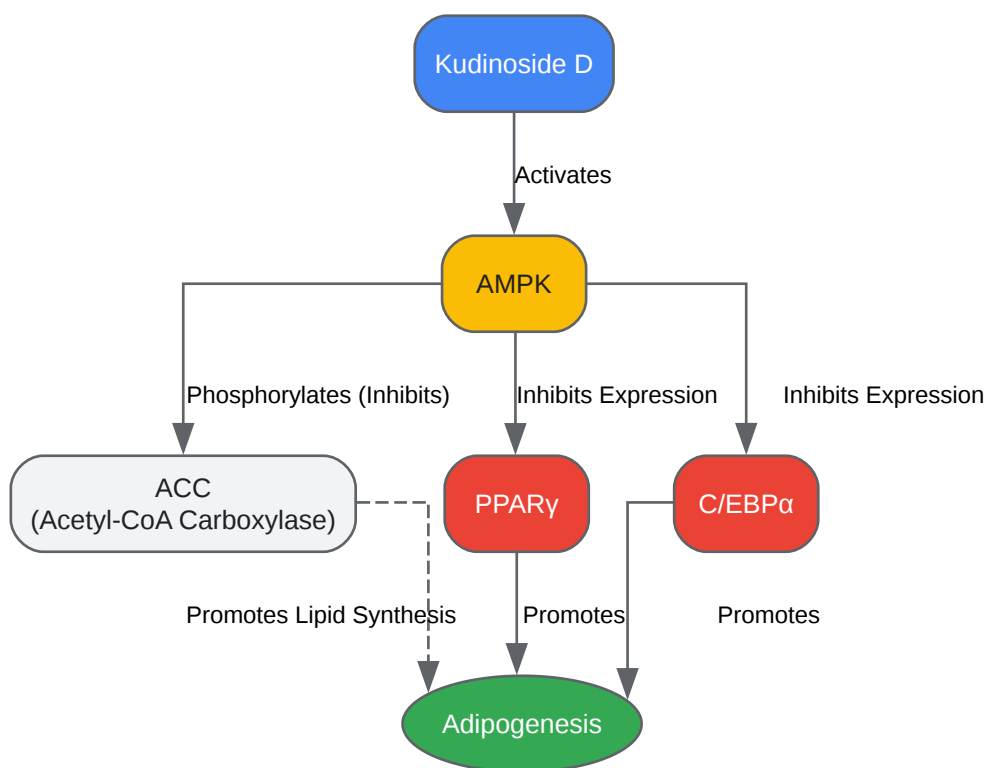 Kudinoside D
Activates
AMPK
Phosphorylates (Inhibits)
Inhibits Expression
Inhibits Expression
ACC
(Acetyl-CoA Carboxylase)
PPARγ
C/EBPα
Promotes Lipid Synthesis
Promotes
Promotes
Adipogenesis